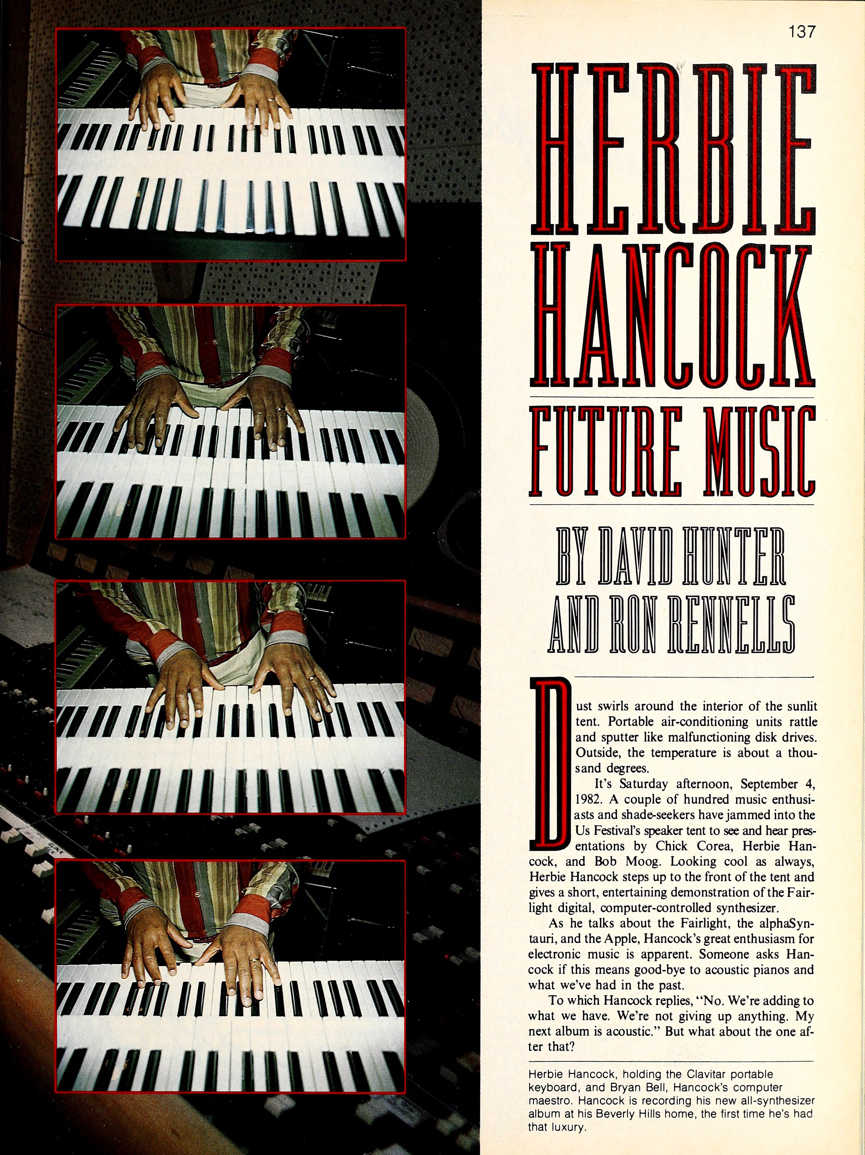 137
HERBIE
HANCOCK
FUTURE MUSIC
BY DAVID HUNTER
AND RON RENNELLS
Dust swirls around the interior of the sunlit
tent. Portable air-conditioning units rattle
and sputter like malfunctioning disk drives.
Outside, the temperature is about a thou-
sand degrees.
It's Saturday afternoon, September 4,
1982. A couple of hundred music enthusi-
asts and shade-seekers have jammed into the
Us Festival's speaker tent to see and hear pres-
entations by Chick Corea, Herbie Han-
cock, and Bob Moog. Looking cool as always,
Herbie Hancock steps up to the front of the tent and
gives a short, entertaining demonstration of the Fair-
light digital, computer-controlled synthesizer.
As he talks about the Fairlight, the alphaSyn-
tauri, and the Apple, Hancock's great enthusiasm for
electronic music is apparent. Someone asks Han-
cock if this means good-bye to acoustic pianos and
what we've had in the past.
To which Hancock replies, "No. We're adding to
what we have. We're not giving up anything. My
next album is acoustic." But what about the one af-
ter that?
Herbie Hancock, holding the Clavitar portable
keyboard, and Bryan Bell, Hancock's computer
maestro. Hancock is recording his new all-synthesizer
album at his Beverly Hills home, the first time he's had
that luxury.